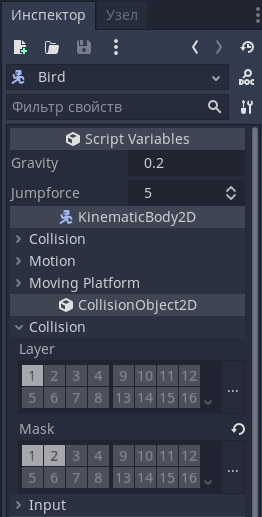 Инспектор Узел
Bird
DOC
Фильтр свойств
Script Variables
Gravity 0.2
Jumpforce 5
KinematicBody2D
Collision
Motion
Moving Platform
CollisionObject2D
Collision
Layer
1 2 3 4 9 10 11 12
5 6 7 8 13 14 15 16
...
Mask
1 2 3 4 9 10 11 12
5 6 7 8 13 14 15 16
...
Input